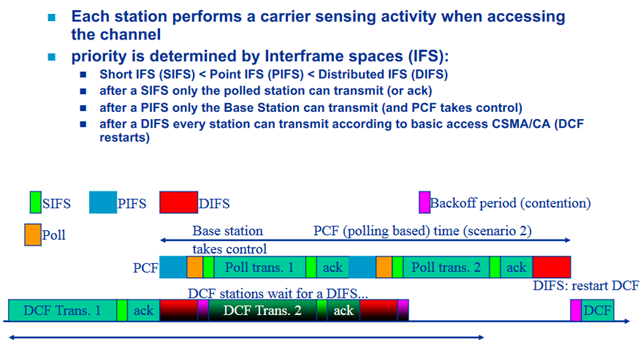 Each station performs a carrier sensing activity when accessing
the channel
priority is determined by Interframe spaces (IFS):
Short IFS (SIFS) < Point IFS (PIFS) < Distributed IFS (DIFS)
after a SIFS only the polled station can transmit (or ack)
after a PIFS only the Base Station can transmit (and PCF takes control)
after a DIFS every station can transmit according to basic access CSMA/CA (DCF
restarts)
SIFS PIFS DIFS Backoff period (contention)
Poll
Base station PCF (polling based) time (scenario 2)
takes control
PCF Poll trans. 1 ack Poll trans. 2 ack
DIFS: restart DCF
DCF stations wait for a DIFS...
DCF Trans. 1 ack DCF Trans. 2 ack DCF